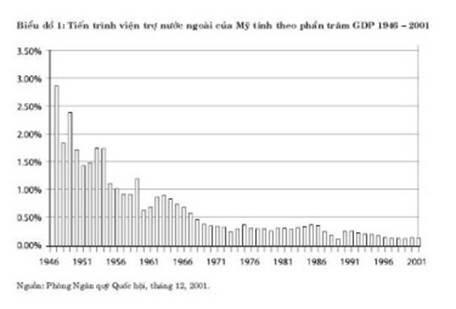 Biểu đồ 1: Tiến trình viện trợ nước ngoài của Mỹ tính theo phần trăm GDP 1946 – 2001
3.50%
3.00%
2.50%
2.00%
1.50%
1.00%
0.50%
0.00%
1946 1951 1956 1961 1966 1971 1976 1981 1986 1991 1996 2001
Nguồn: Phòng Ngân quỹ Quốc hội, tháng 12, 2001.